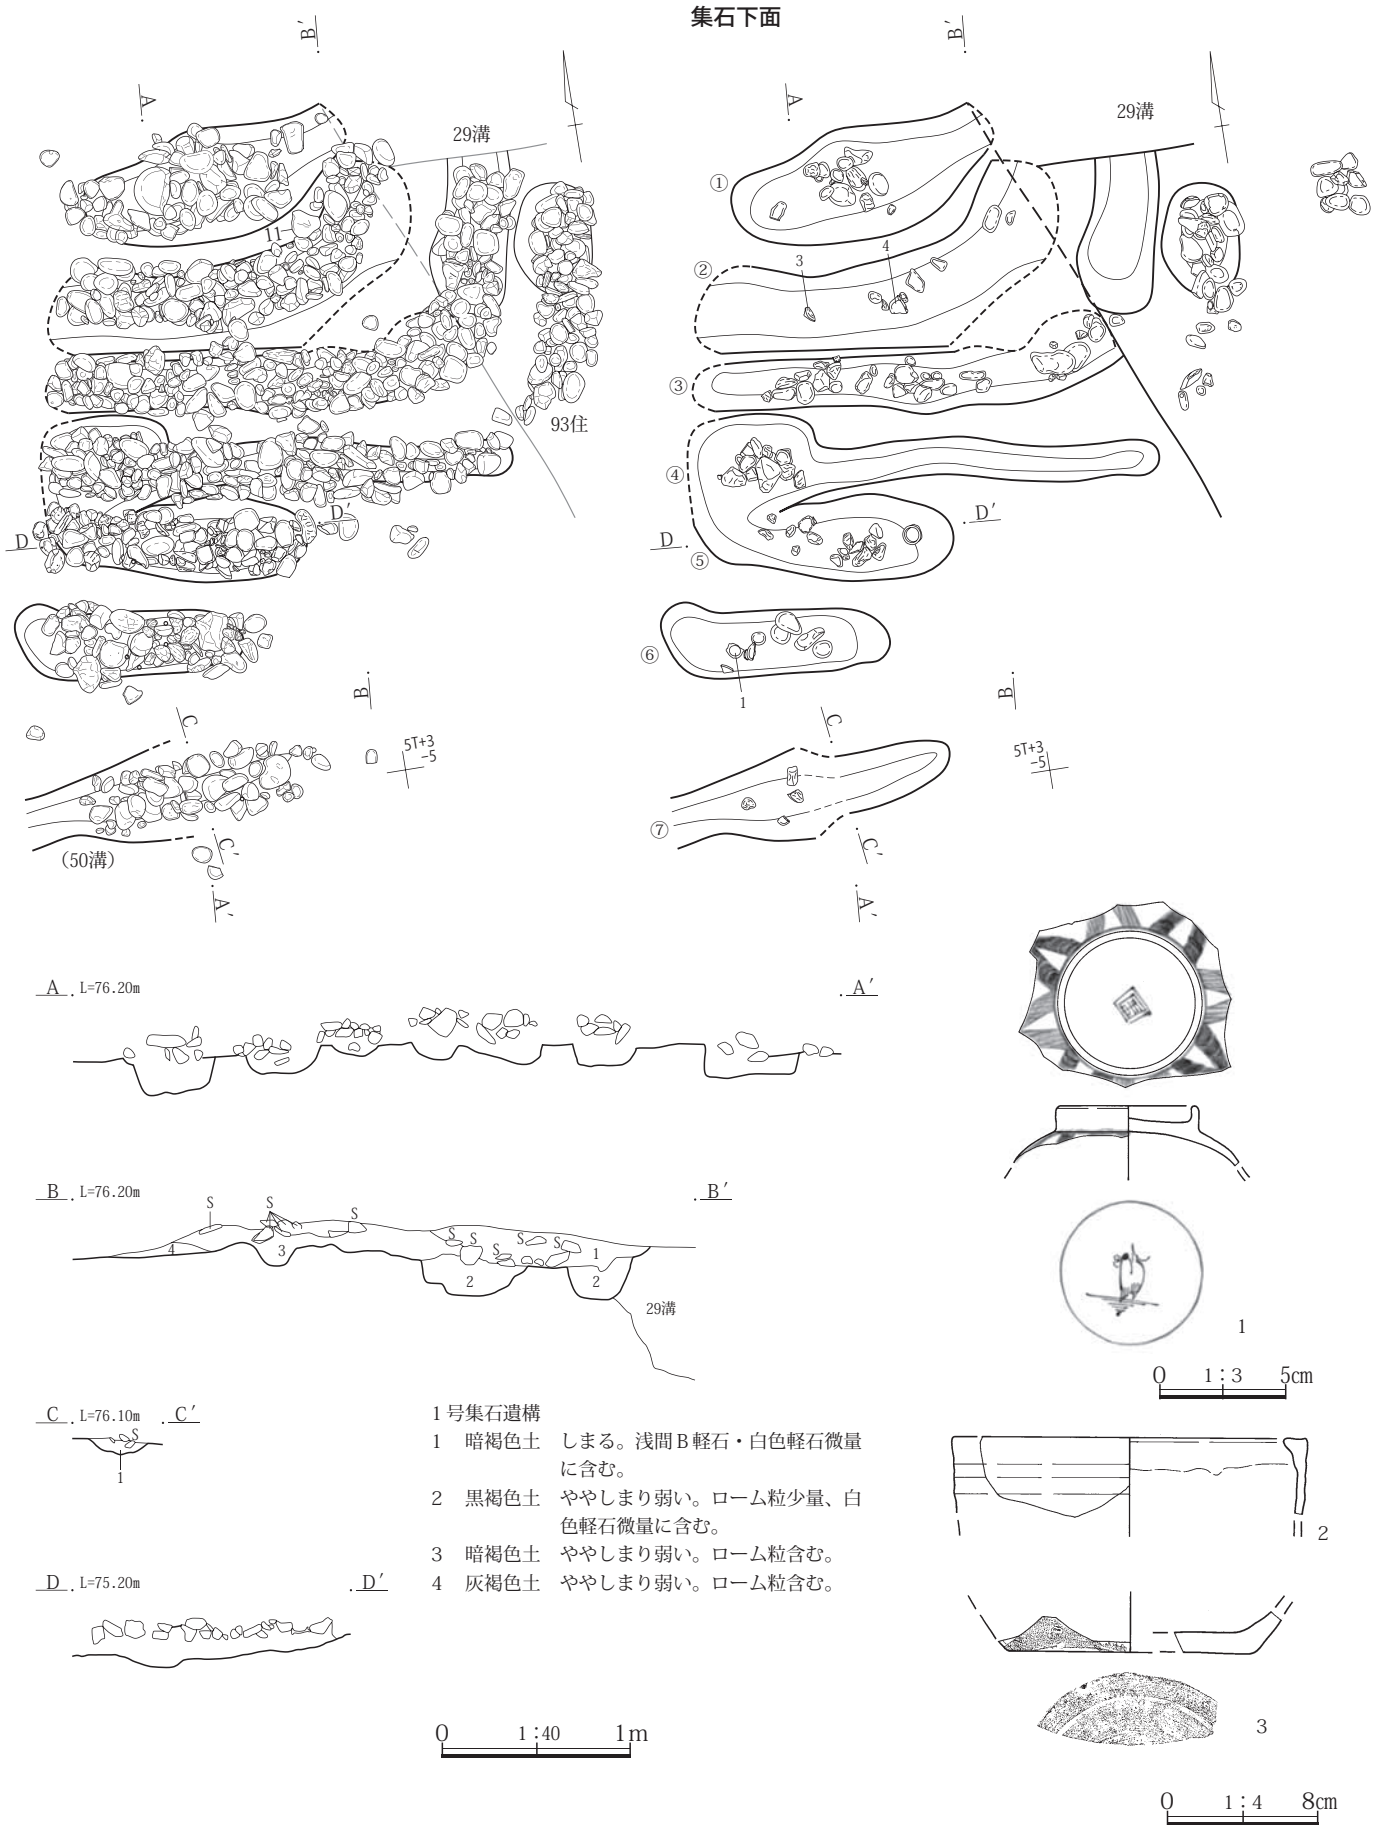 集石下面
B′
B′
A
A
29溝
29溝
①
11
②
3
4
③
93住
④
D
D′
D
D′
⑤
⑥
1
B
B
C
C
5T+3
-5
5T+3
-5
⑦
(50溝)
C′
C′
A′
A′
A L=76.20m A′
B L=76.20m B′
S
S
S
S
S
S
S
S
4
3
1
2
2
29溝
1
0 1:3 5cm
C L=76.10m C′
S
1
1号集石遺構
1 暗褐色土 しまる。浅間B軽石・白色軽石微量
に含む。
2 黒褐色土 ややしまり弱い。ローム粒少量、白
色軽石微量に含む。
3 暗褐色土 ややしまり弱い。ローム粒含む。
4 灰褐色土 ややしまり弱い。ローム粒含む。
2
D L=75.20m D′
3
0 1:40 1m
0 1:4 8cm